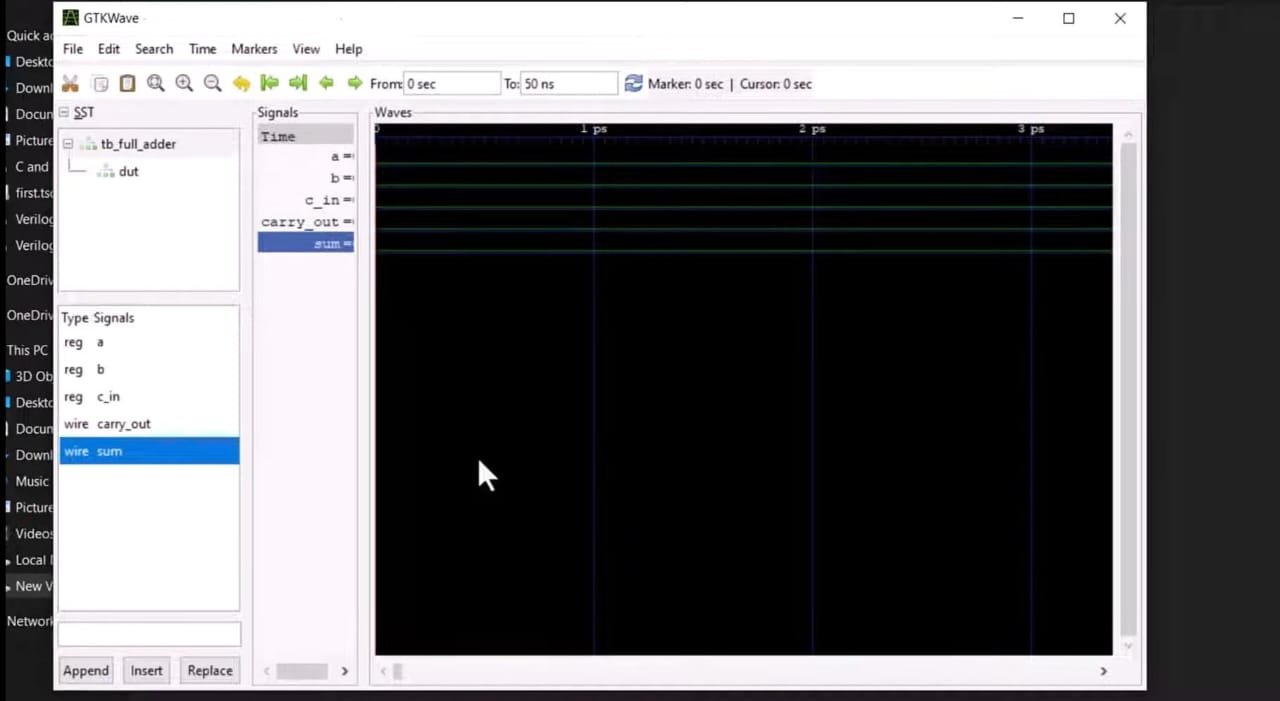 GTKWave
File Edit Search Time Markers View Help
From: 0 sec To: 50 ns Marker: 0 sec | Cursor: 0 sec
SST
tb_full_adder
dut
Type Signals
reg a
reg b
reg c_in
wire carry_out
wire sum
Append Insert Replace
Signals
Time
a =
b =
c_in =
carry_out =
sum =
Waves
0 1 ps 2 ps 3 ps
Quick ac
Deskto
Downl
Docun
Picture
C and
first.tso
Verilog
Verilog
OneDriv
OneDriv
This PC
3D Ob
Deskto
Docum
Downl
Music
Picture
Videos
Local
New V
Network